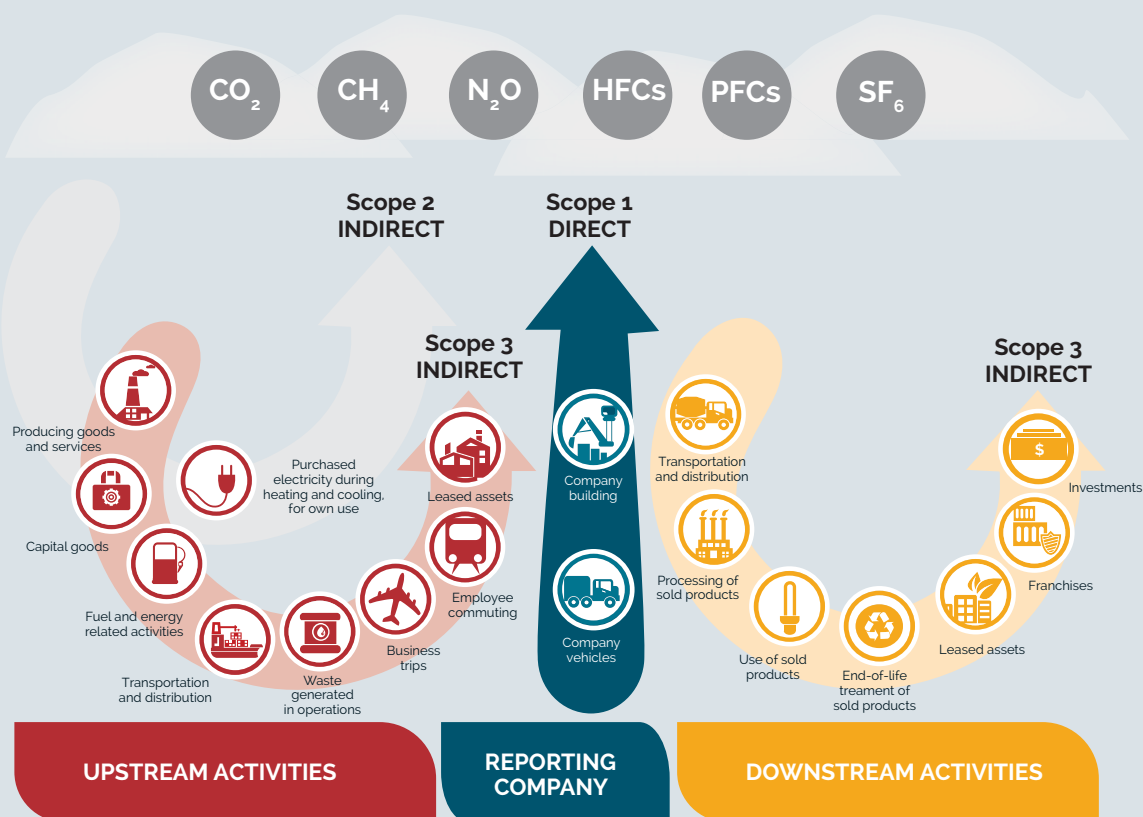 CO2
CH4
N2O
HFCs
PFCs
SF6
Scope 2
INDIRECT
Scope 1
DIRECT
Scope 3
INDIRECT
Scope 3
INDIRECT
Producing goods
and services
Capital goods
Fuel and energy
related activities
Transportation
and distribution
Waste
generated
in operations
Business
trips
Employee
commuting
Leased assets
Purchased
electricity during
heating and cooling,
for own use
Company
building
Company
vehicles
Transportation
and distribution
Processing of
sold products
Use of sold
products
End-of-life
treament of
sold products
Leased assets
Franchises
$
Investments
UPSTREAM ACTIVITIES
REPORTING
COMPANY
DOWNSTREAM ACTIVITIES